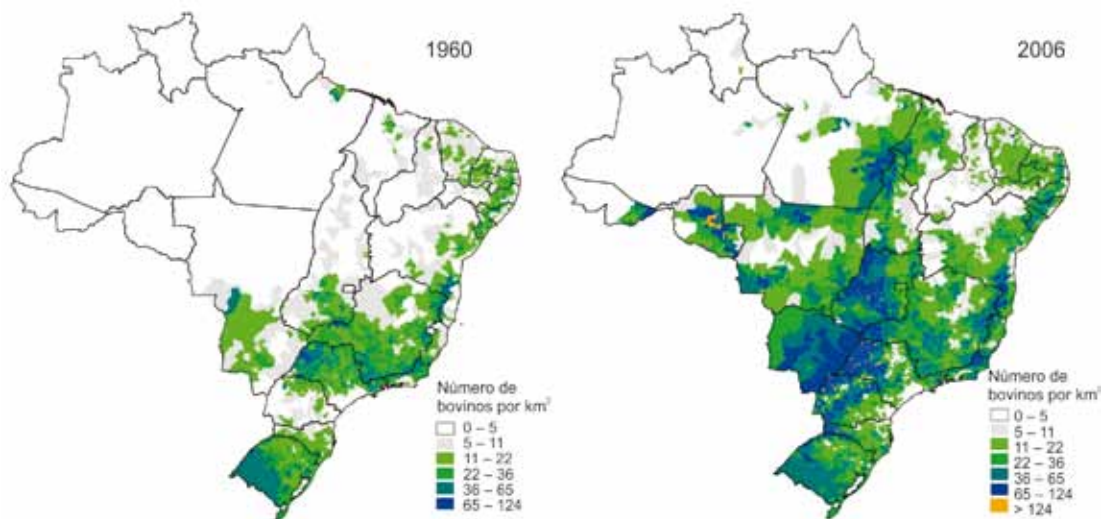 1960
Número de
bovinos por km²
0 – 5
5 – 11
11 – 22
22 – 36
36 – 65
65 – 124
2006
Número de
bovinos por km²
0 – 5
5 – 11
11 – 22
22 – 36
36 – 65
65 – 124
> 124